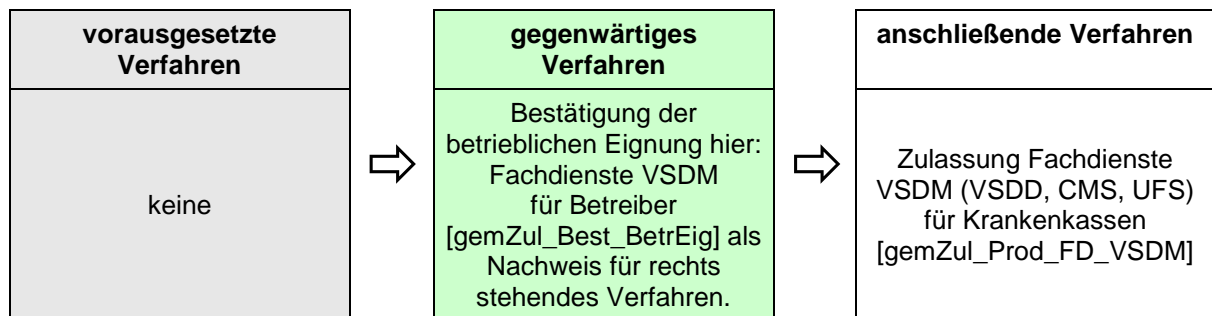 vorausgesetzte
Verfahren
keine
gegenwärtiges
Verfahren
Bestätigung der
betrieblichen Eignung hier:
Fachdienste VSDM
für Betreiber
[gemZul_Best_BetrEig] als
Nachweis für rechts
stehendes Verfahren.
anschließende Verfahren
Zulassung Fachdienste
VSDM (VSDD, CMS, UFS)
für Krankenkassen
[gemZul_Prod_FD_VSDM]